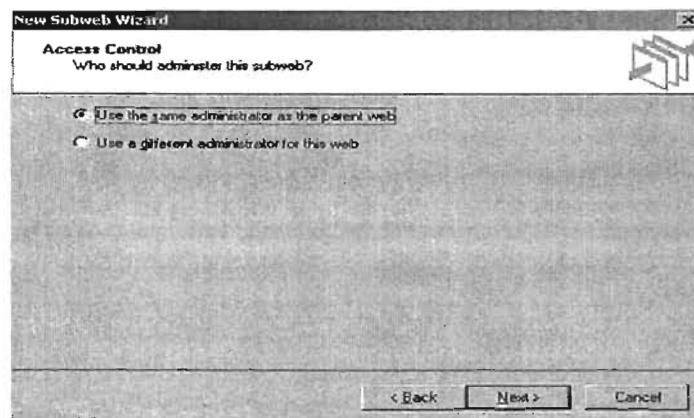 New Subweb Wizard
Access Control
Who should administer this subweb?
Use the same administrator as the parent web
Use a different administrator for this web
< Back
Next >
Cancel